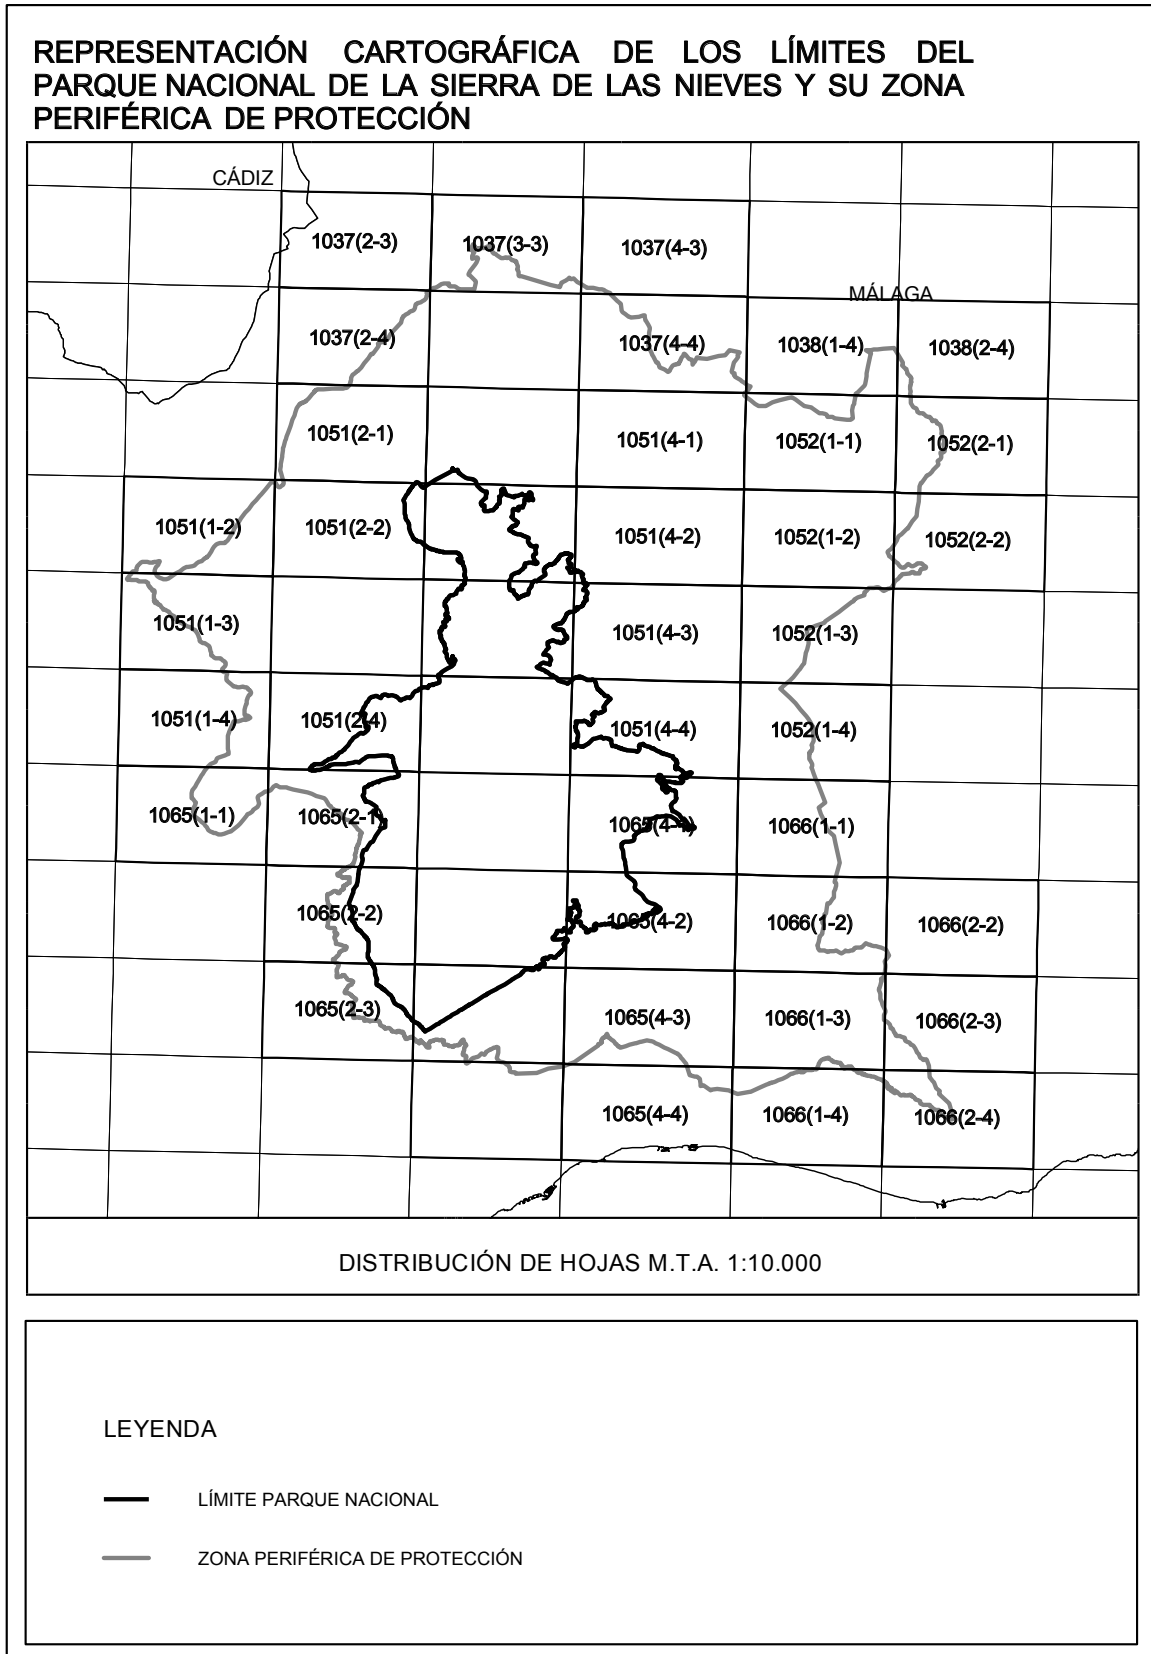 REPRESENTACIÓN CARTOGRÁFICA DE LOS LÍMITES DEL
PARQUE NACIONAL DE LA SIERRA DE LAS NIEVES Y SU ZONA
PERIFÉRICA DE PROTECCIÓN
CÁDIZ
1037(2-3) 1037(3-3) 1037(4-3)
MÁLAGA
1037(2-4) 1037(4-4) 1038(1-4) 1038(2-4)
1051(2-1) 1051(4-1) 1052(1-1) 1052(2-1)
1051(1-2) 1051(2-2) 1051(4-2) 1052(1-2) 1052(2-2)
1051(1-3) 1051(4-3) 1052(1-3)
1051(1-4) 1051(2-4) 1051(4-4) 1052(1-4)
1065(1-1) 1065(2-1) 1065(4-1) 1066(1-1)
1065(2-2) 1065(4-2) 1066(1-2) 1066(2-2)
1065(2-3) 1065(4-3) 1066(1-3) 1066(2-3)
1065(4-4) 1066(1-4) 1066(2-4)
DISTRIBUCIÓN DE HOJAS M.T.A. 1:10.000
LEYENDA
LÍMITE PARQUE NACIONAL
ZONA PERIFÉRICA DE PROTECCIÓN